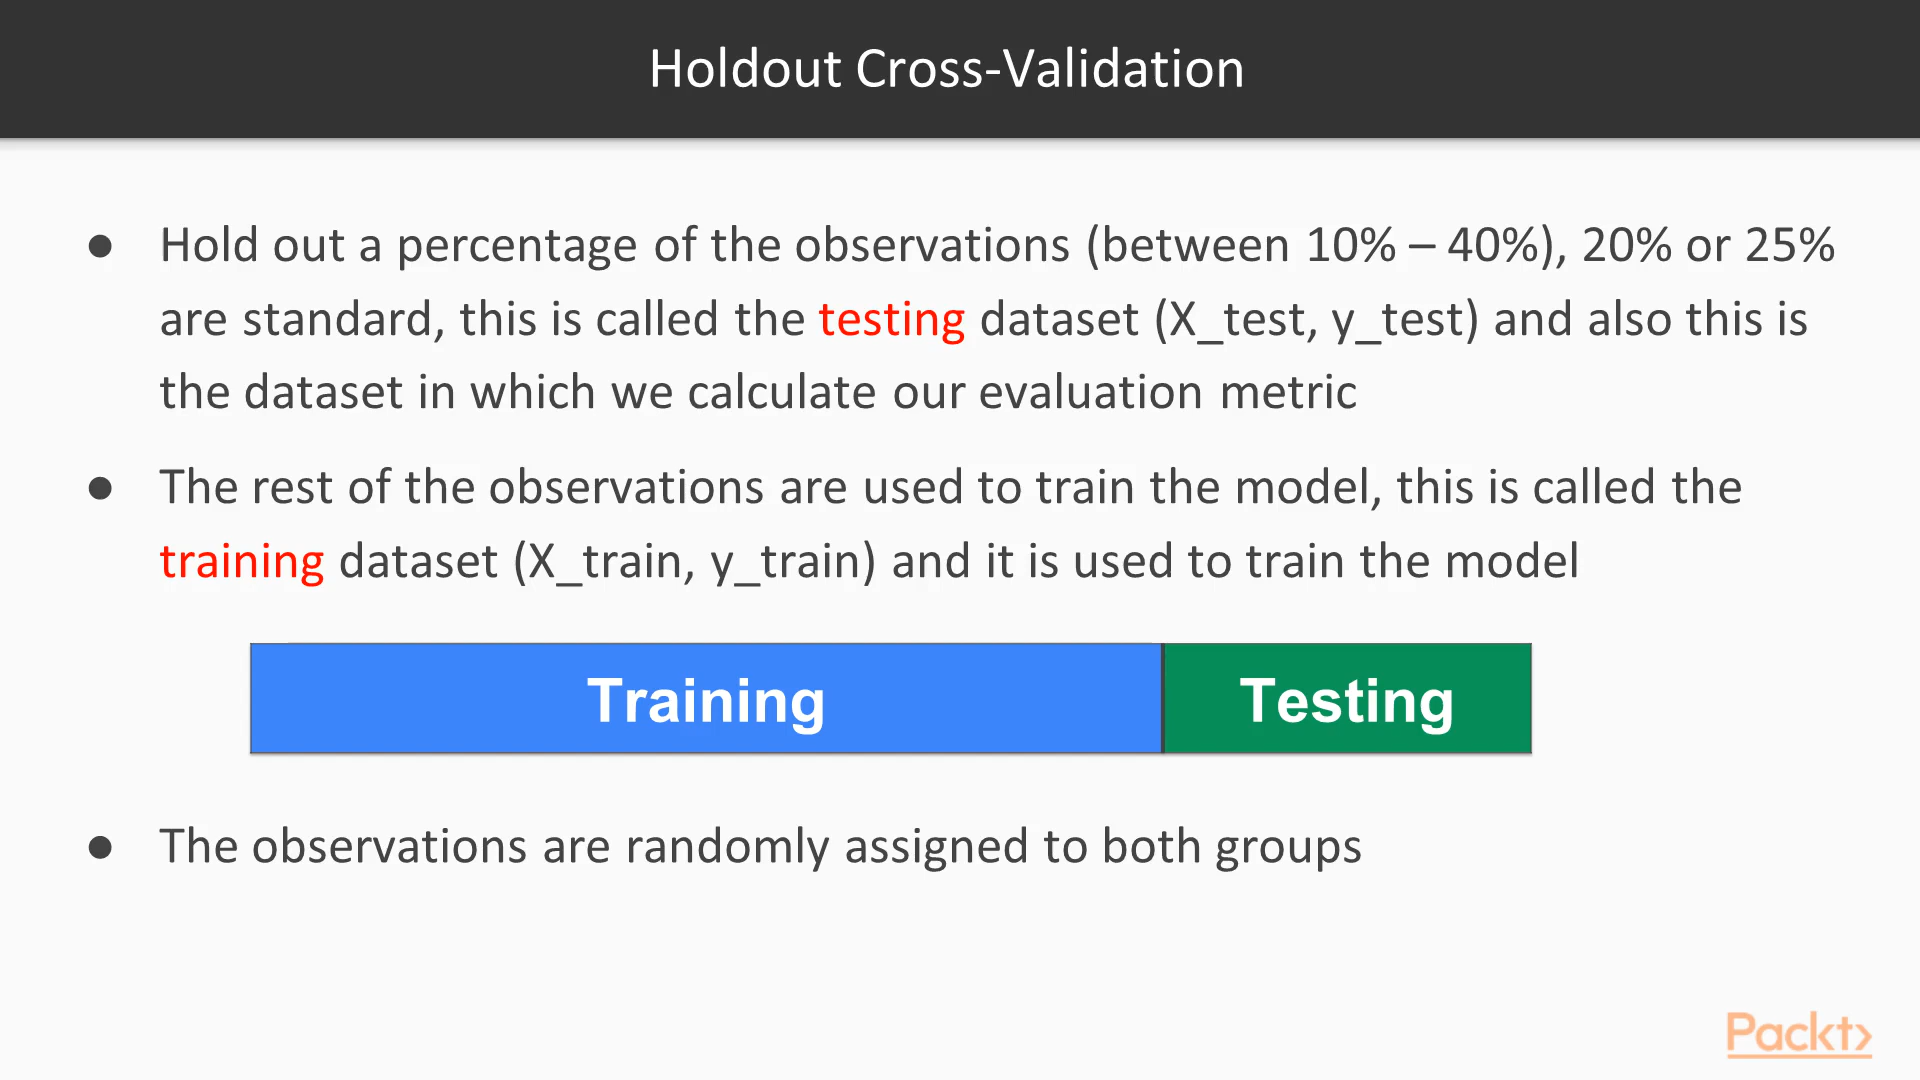 Holdout Cross-Validation
● Hold out a percentage of the observations (between 10% – 40%), 20% or 25%
are standard, this is called the testing dataset (X_test, y_test) and also this is
the dataset in which we calculate our evaluation metric
● The rest of the observations are used to train the model, this is called the
training dataset (X_train, y_train) and it is used to train the model
Training Testing
● The observations are randomly assigned to both groups
Packt>